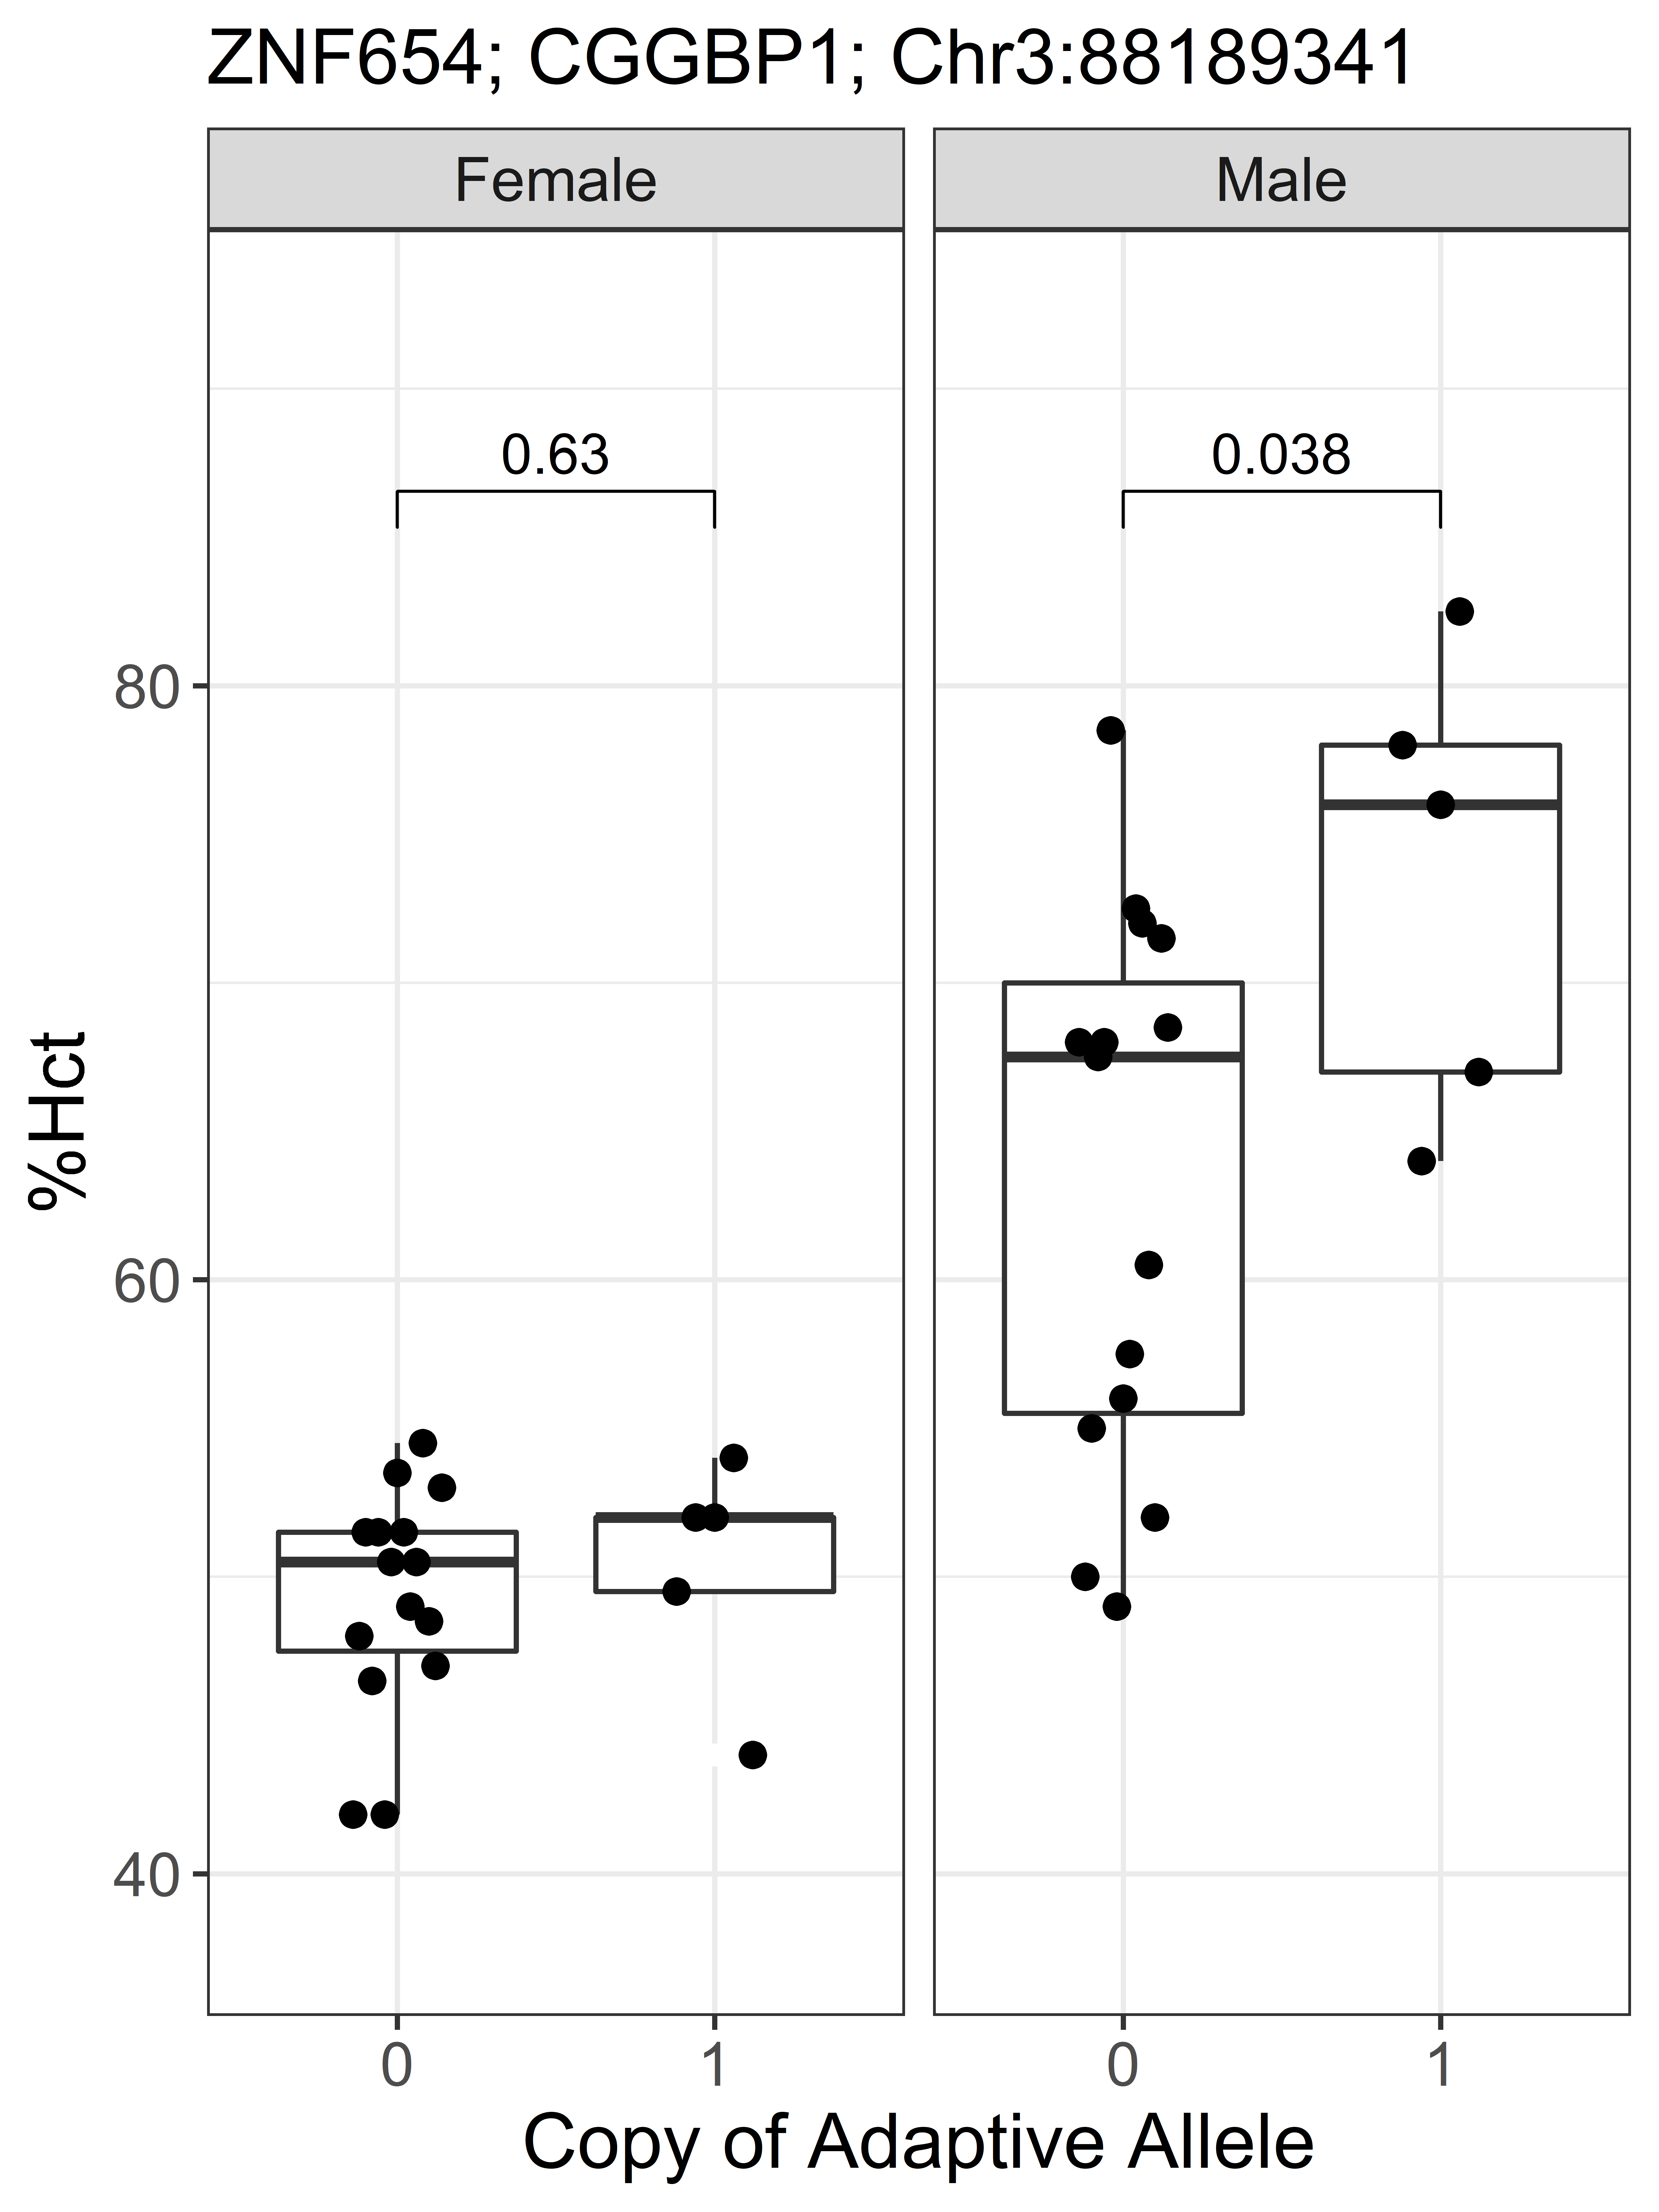 ZNF654; CGGBP1; Chr3:88189341
Female
Male
0.63
0.038
80
60
40
%Hct
0
1
0
1
Copy of Adaptive Allele